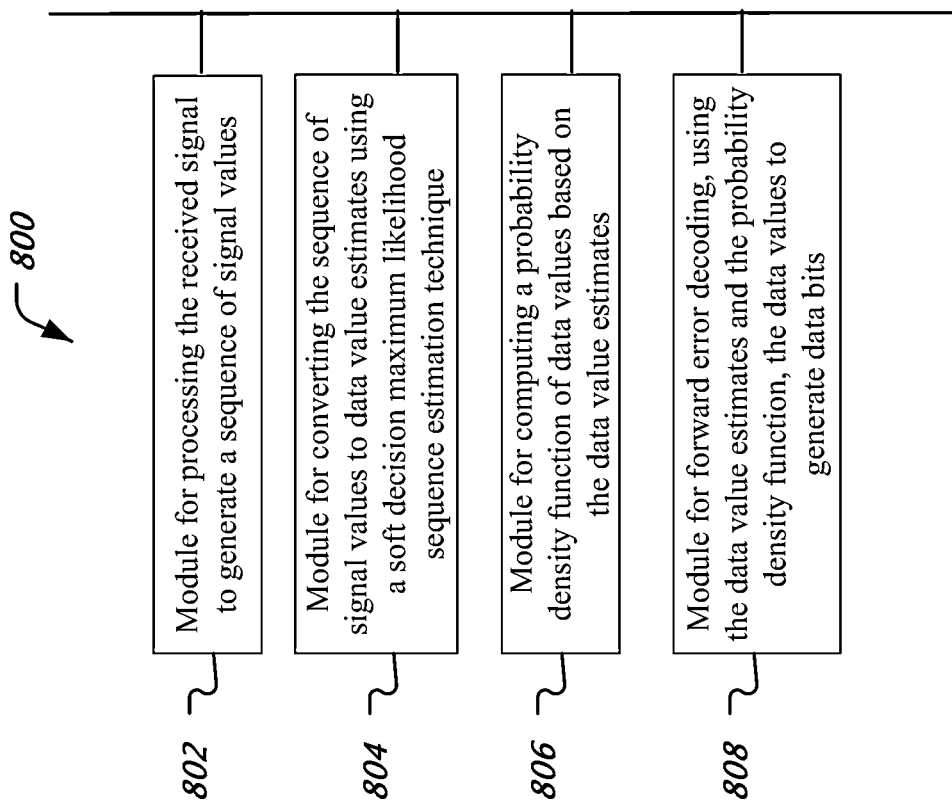 800
802
Module for processing the received signal
to generate a sequence of signal values
804
Module for converting the sequence of
signal values to data value estimates using
a soft decision maximum likelihood
sequence estimation technique
806
Module for computing a probability
density function of data values based on
the data value estimates
808
Module for forward error decoding, using
the data value estimates and the probability
density function, the data values to
generate data bits